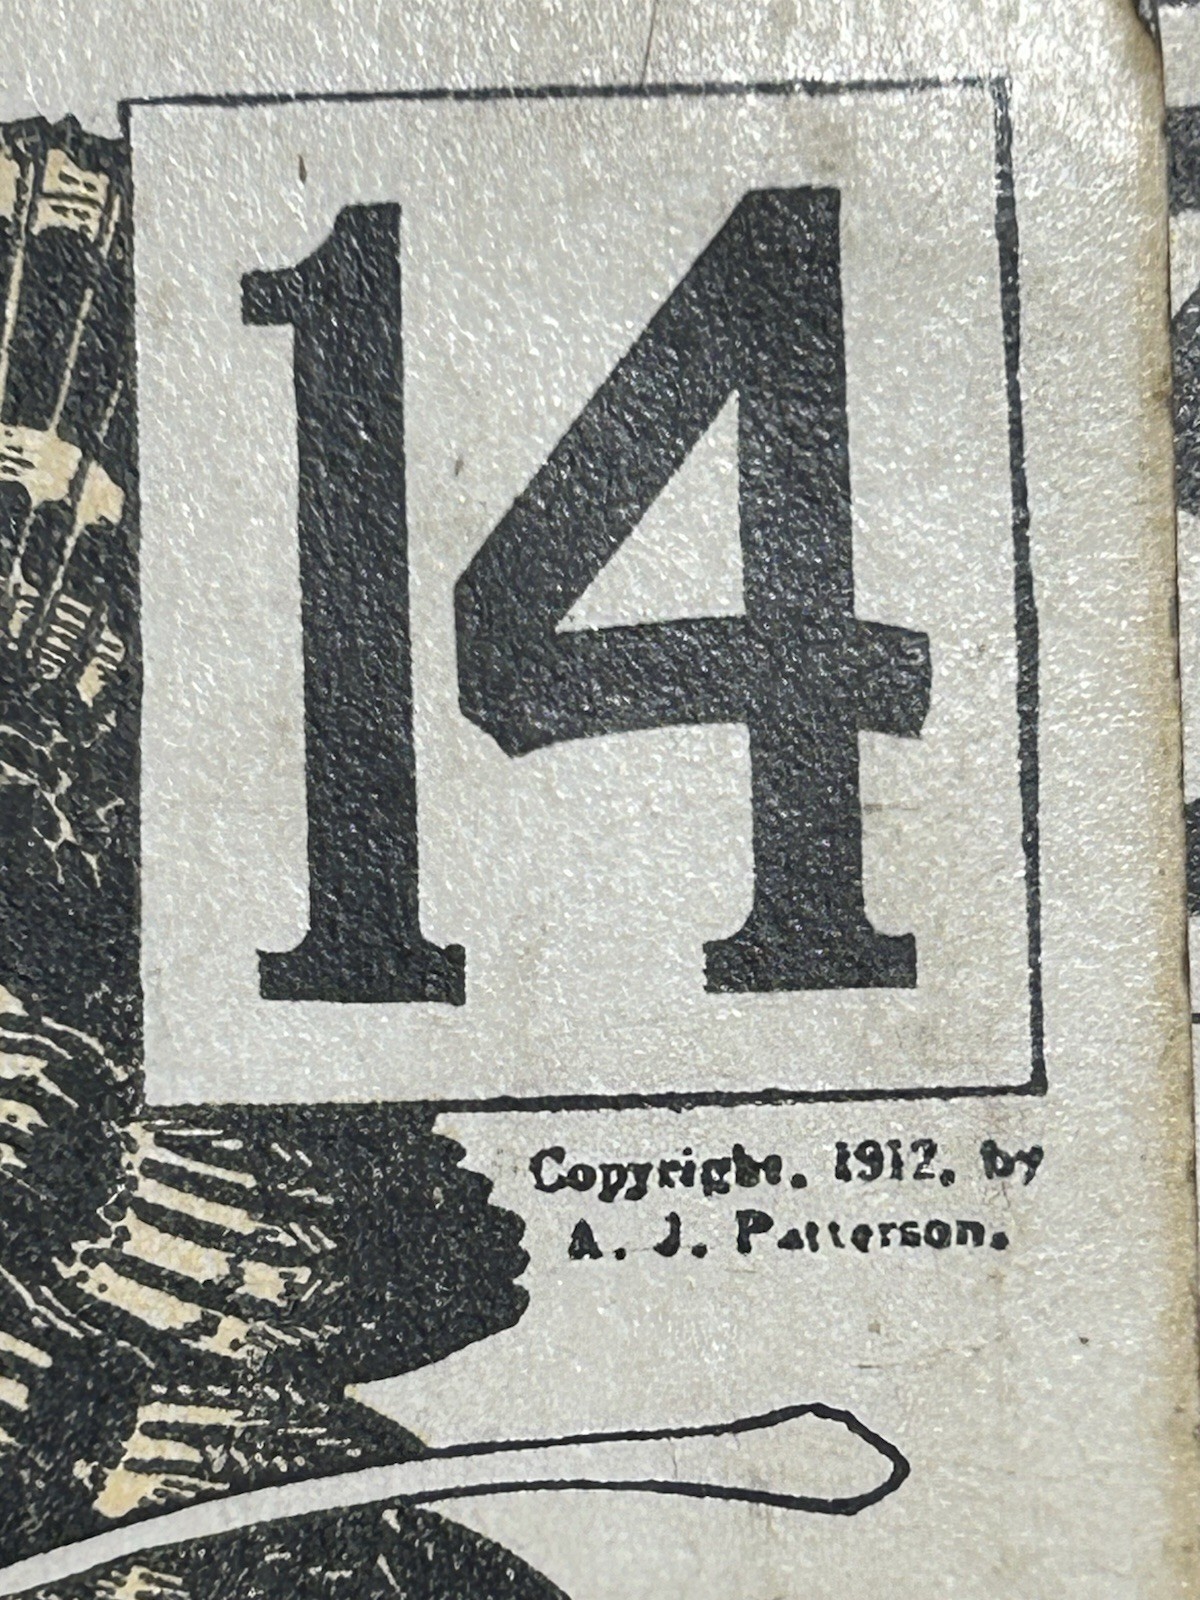 14
Copyright, 1912, by
A. J. Patterson.